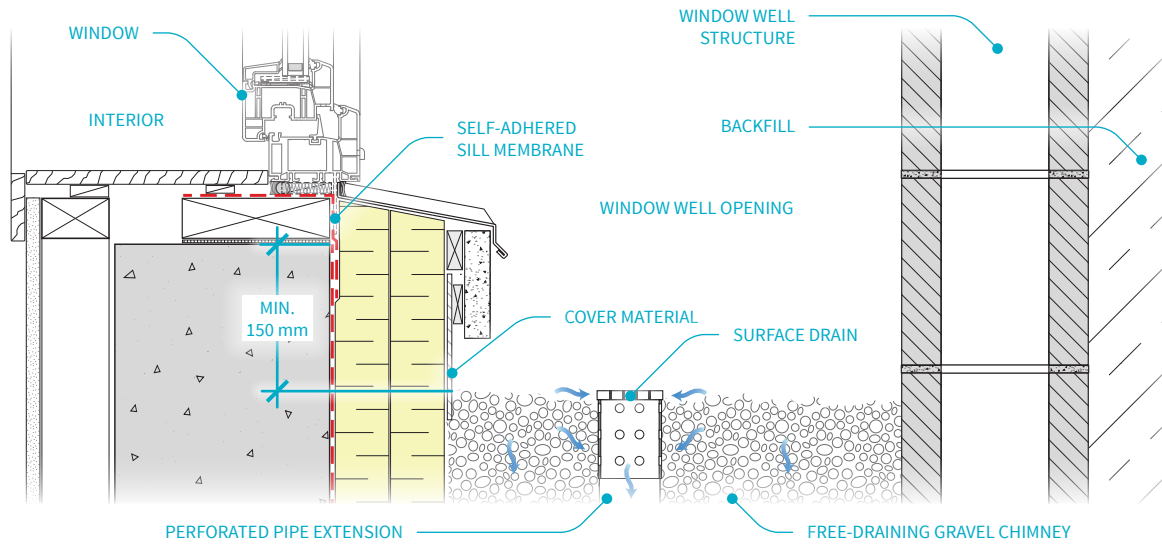 WINDOW
WINDOW WELL
STRUCTURE
INTERIOR
SELF-ADHERED
SILL MEMBRANE
BACKFILL
WINDOW WELL OPENING
MIN.
150 mm
COVER MATERIAL
SURFACE DRAIN
PERFORATED PIPE EXTENSION
FREE-DRAINING GRAVEL CHIMNEY